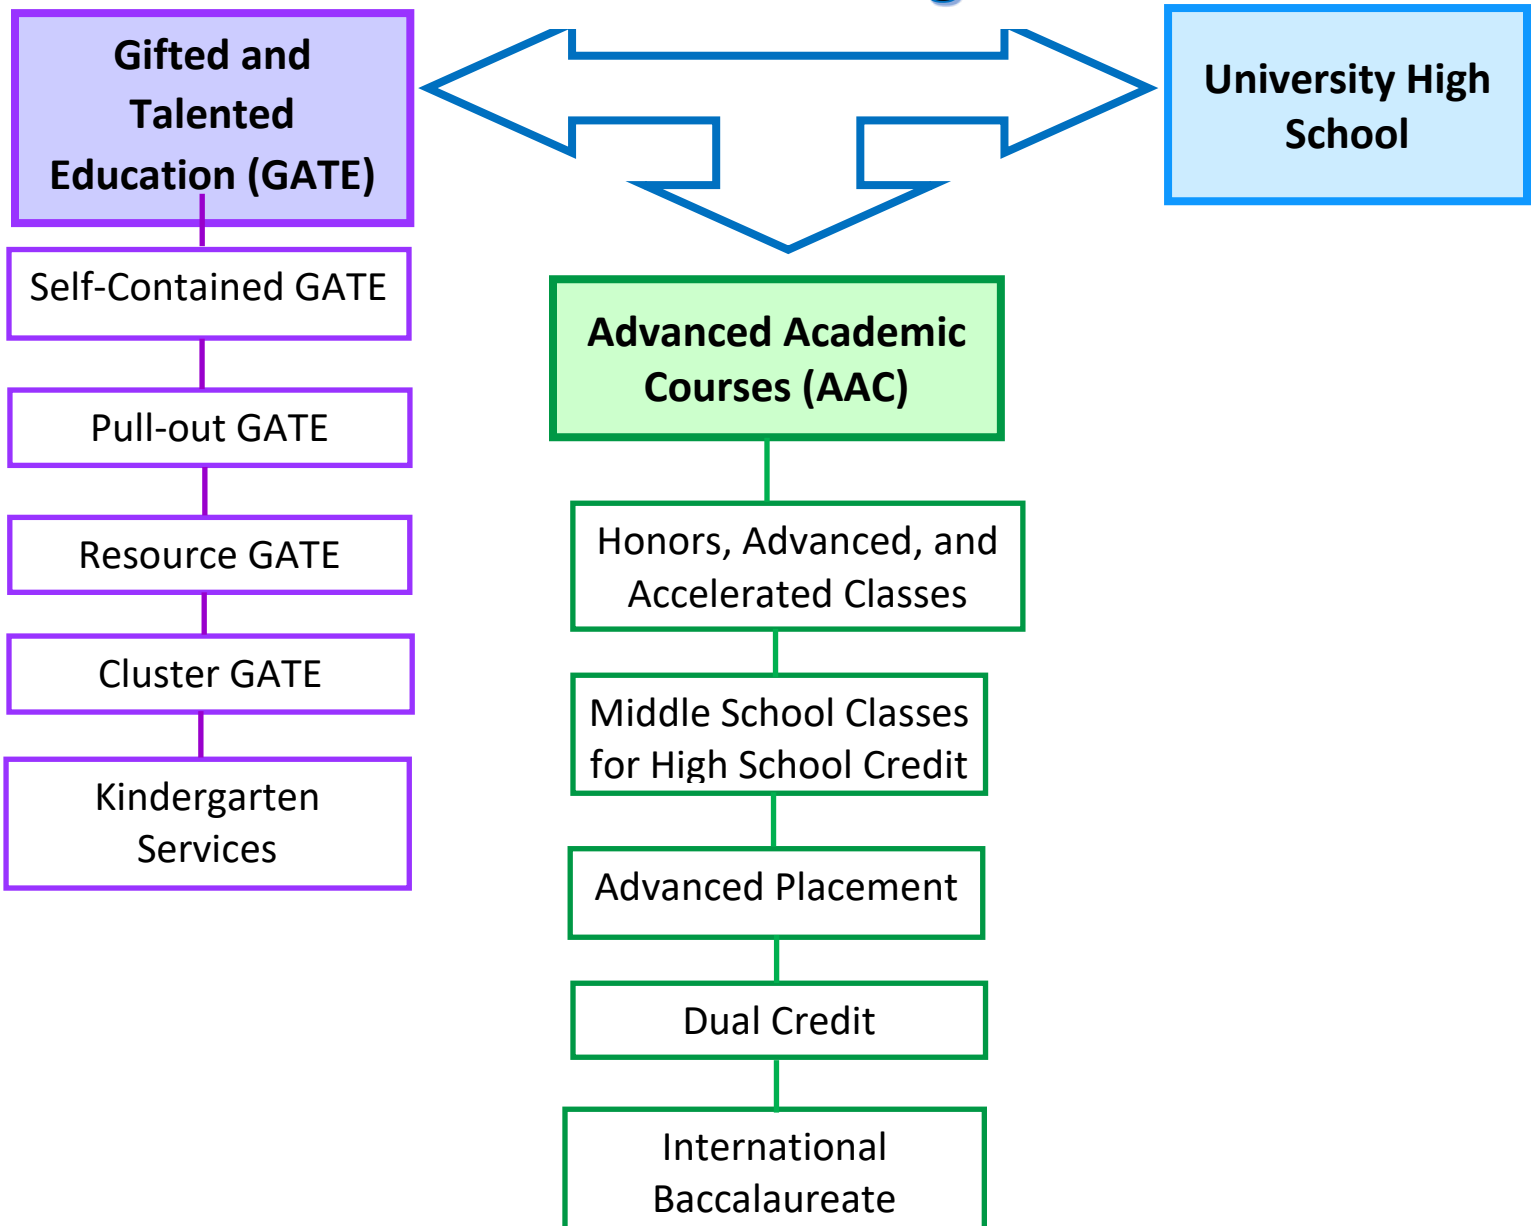 Gifted and
Talented
Education (GATE)
University High
School
Self-Contained GATE
Pull-out GATE
Resource GATE
Cluster GATE
Kindergarten
Services
Advanced Academic
Courses (AAC)
Honors, Advanced, and
Accelerated Classes
Middle School Classes
for High School Credit
Advanced Placement
Dual Credit
International
Baccalaureate